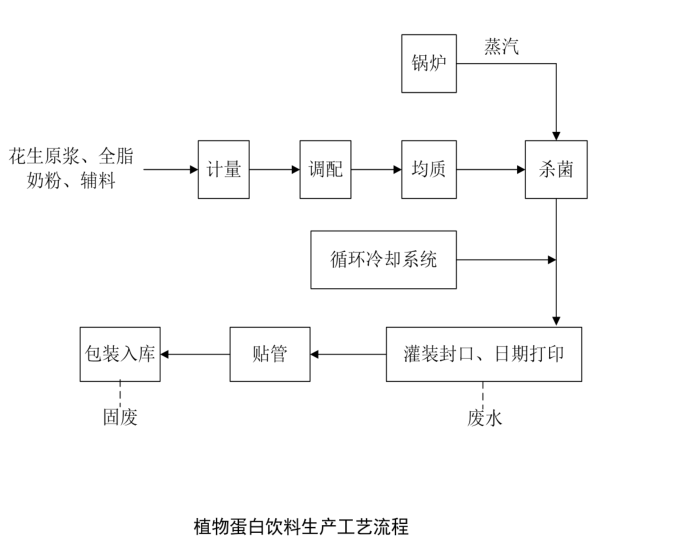 锅炉
蒸汽
花生原浆、全脂
奶粉、辅料
计量
调配
均质
杀菌
循环冷却系统
包装入库
贴管
灌装封口、日期打印
固废
废水
植物蛋白饮料生产工艺流程